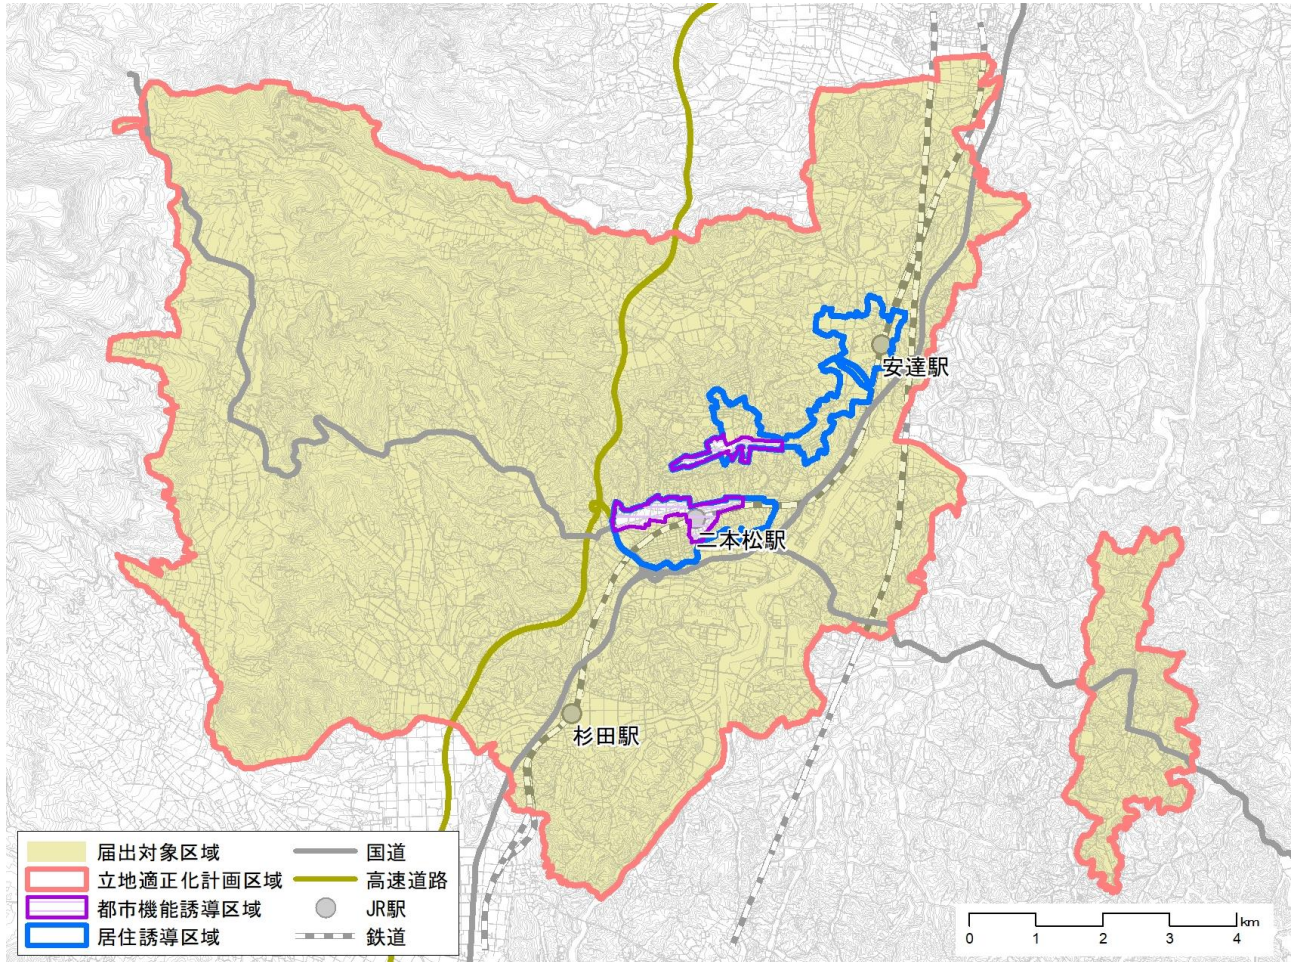 安達駅
二本松駅
杉田駅
届出対象区域
立地適正化計画区域
都市機能誘導区域
居住誘導区域
国道
高速道路
JR駅
鉄道
0 1 2 3 4 km